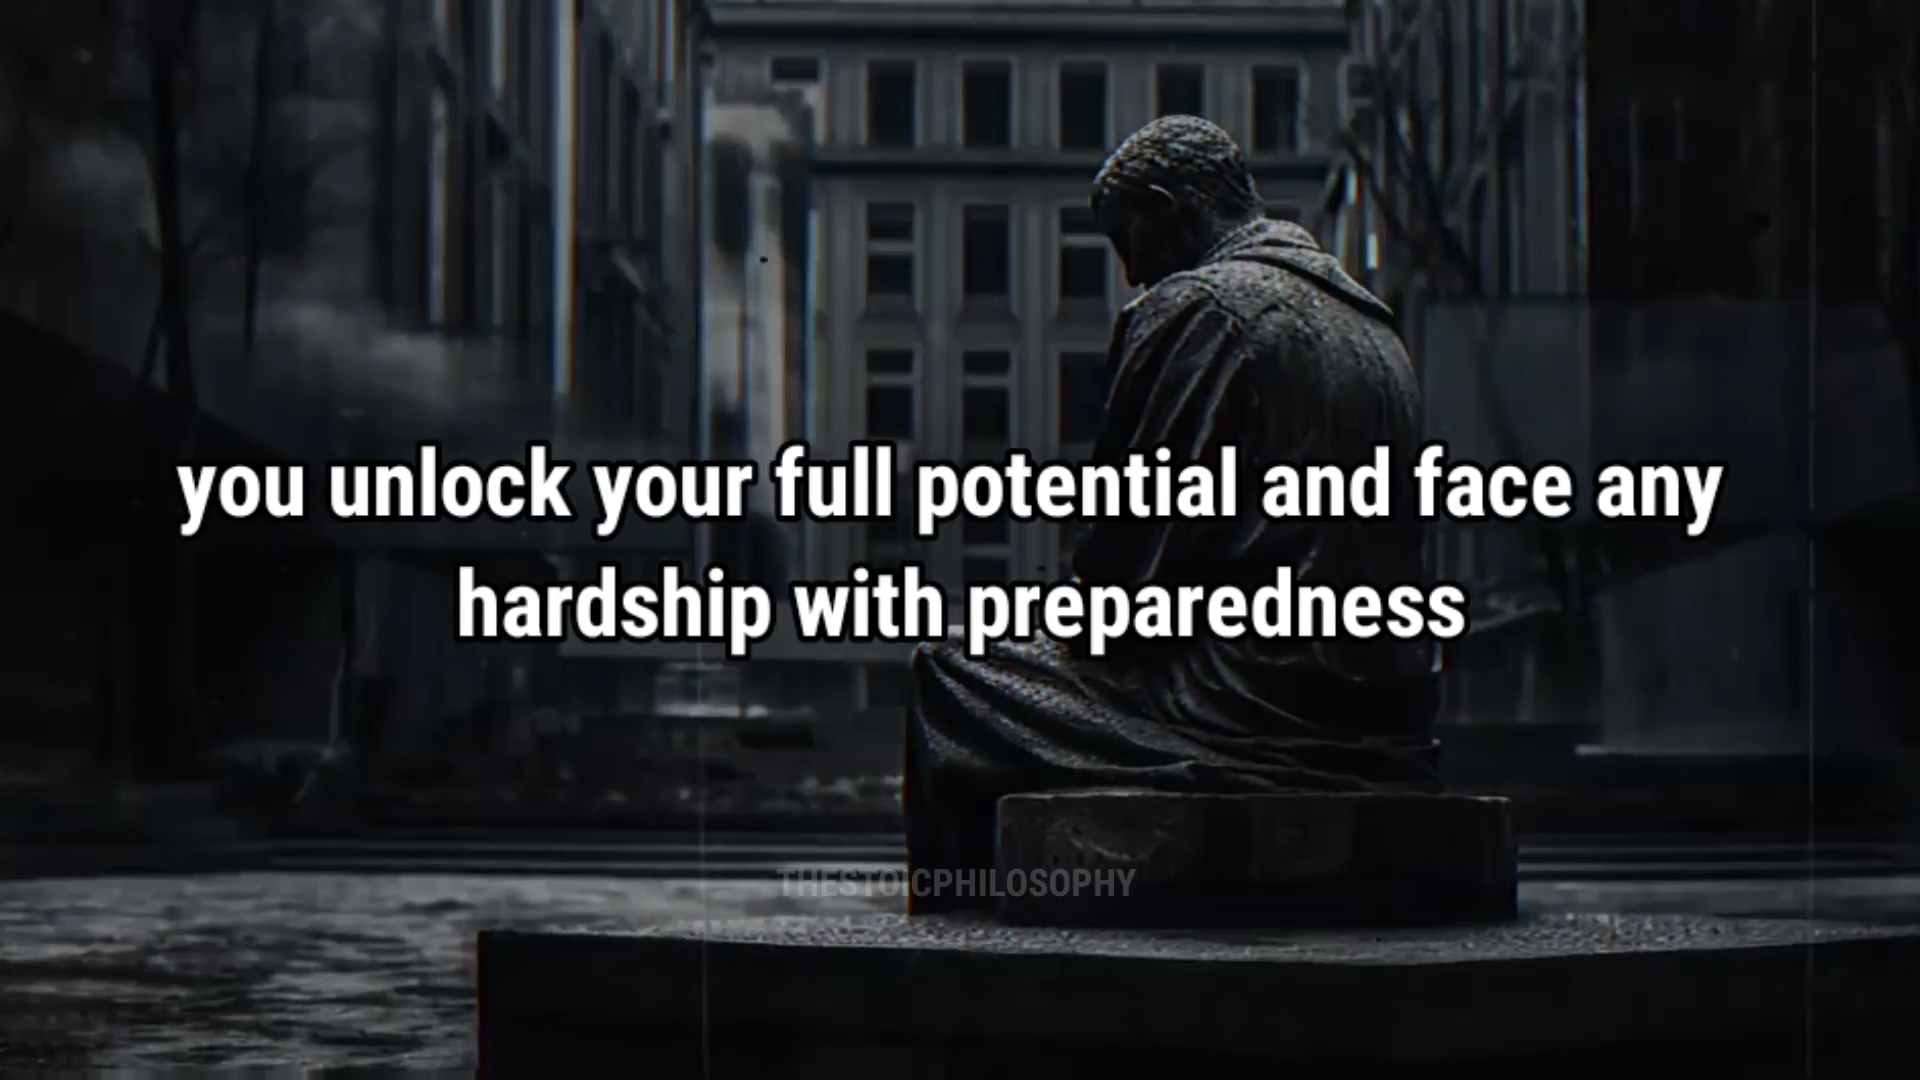 you unlock your full potential and face any
hardship with preparedness
THESTOICPHILOSOPHY